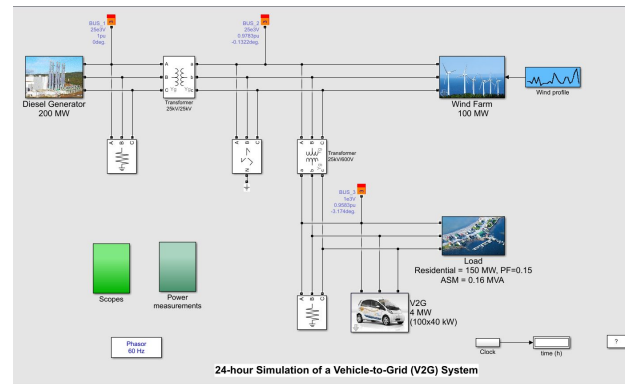 BUS_1
25e3V
1pu
0deg.
BUS_2
25e3V
0.9763pu
-0.1322deg.
A
B
C
A
B
C
a
b
c
Diesel Generator
200 MW
Transformer
25kV/25kV
Wind Farm
100 MW
Wind profile
A
B
C
A
B
C
N
A
B
C
a
b
c
Transformer
25kV/600V
BUS_3
1e3V
0.9583pu
-3.174deg.
Load
Residential = 150 MW, PF=0.15
ASM = 0.16 MVA
Scopes
Power
measurements
A
B
C
V2G
4 MW
(100x40 kW)
Phasor
60 Hz
Clock
time (h)
?
24-hour Simulation of a Vehicle-to-Grid (V2G) System